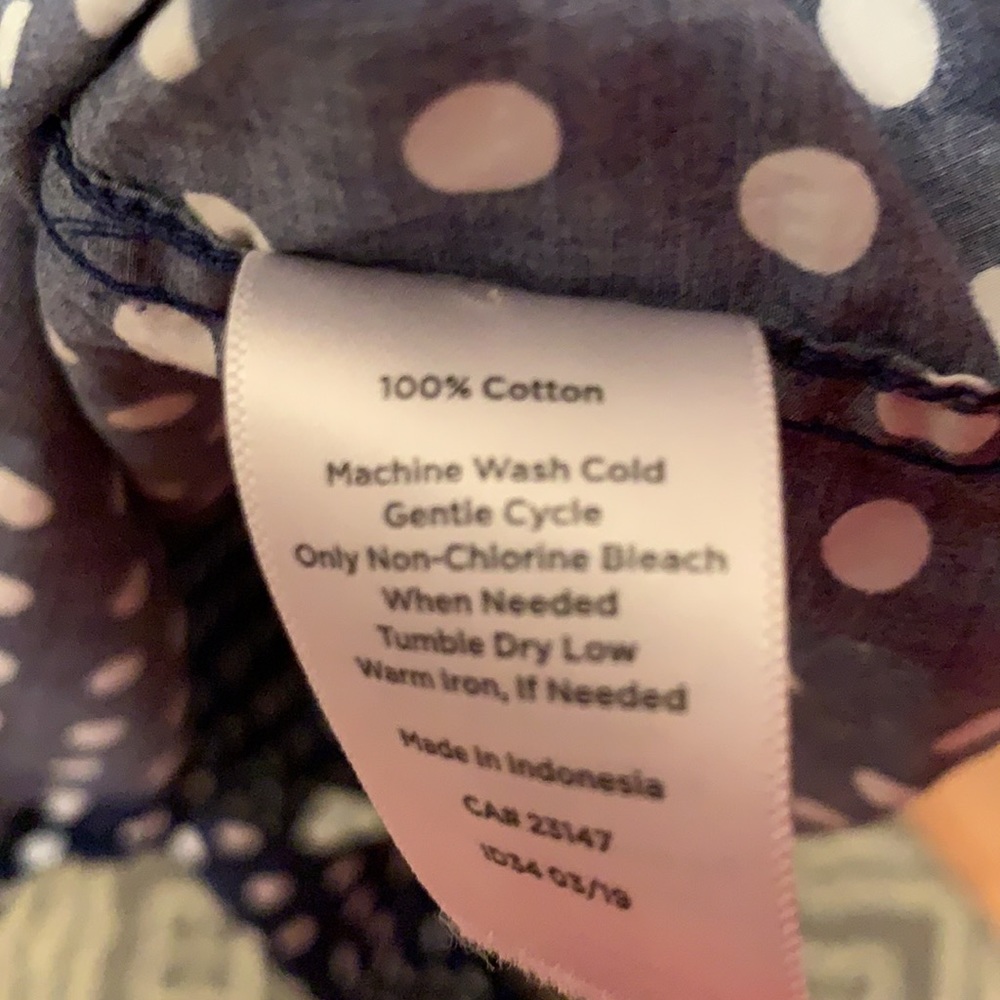 100% Cotton
Machine Wash Cold
Gentle Cycle
Only Non-Chlorine Bleach
When Needed
Tumble Dry Low
Warm Iron, If Needed
Made In Indonesia
CA# 23147
1034 03/19